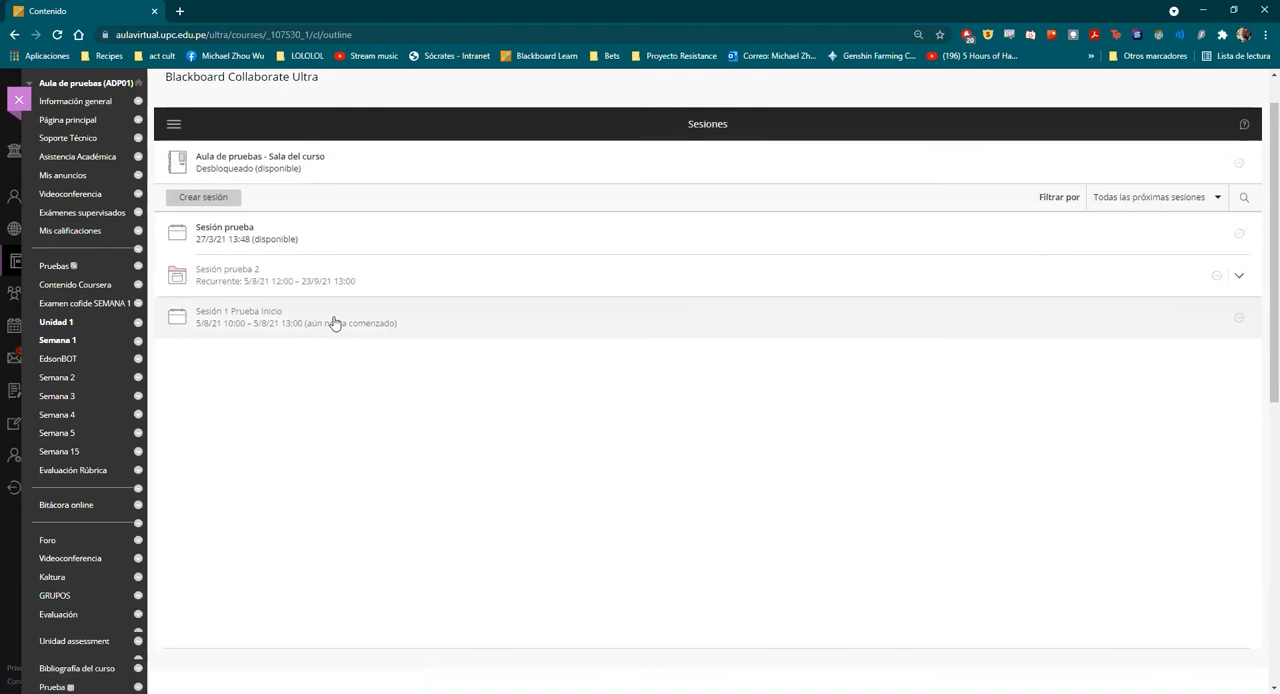 Contenido
aulavirtual.upc.edu.pe/ultra/courses/_107530_1/cl/outline
Aplicaciones
Recipes
act cult
Michael Zhou Wu
LOLOLOL
Stream music
Sócrates - Intranet
Blackboard Learn
Bets
Proyecto Resistance
Correo: Michael Zh...
Genshin Farming C...
(196) 5 Hours of Ha...
»
Otros marcadores
Lista de lectura
Aula de pruebas (ADP01)
Información general
Página principal
Soporte Técnico
Asistencia Académica
Mis anuncios
Videoconferencia
Exámenes supervisados
Mis calificaciones
Pruebas
Contenido Coursera
Examen cofide SEMANA 1
Unidad 1
Semana 1
EdsonBOT
Semana 2
Semana 3
Semana 4
Semana 5
Semana 15
Evaluación Rúbrica
Bitácora online
Foro
Videoconferencia
Kaltura
GRUPOS
Evaluación
Unidad assessment
Bibliografía del curso
Prueba
Blackboard Collaborate Ultra
Sesiones
Aula de pruebas - Sala del curso
Desbloqueado (disponible)
Crear sesión
Filtrar por
Todas las próximas sesiones
Sesión prueba
27/3/21 13:48 (disponible)
Sesión prueba 2
Recurrente: 5/8/21 12:00 – 23/9/21 13:00
Sesión 1 Prueba Inicio
5/8/21 10:00 – 5/8/21 13:00 (aún comenzado)